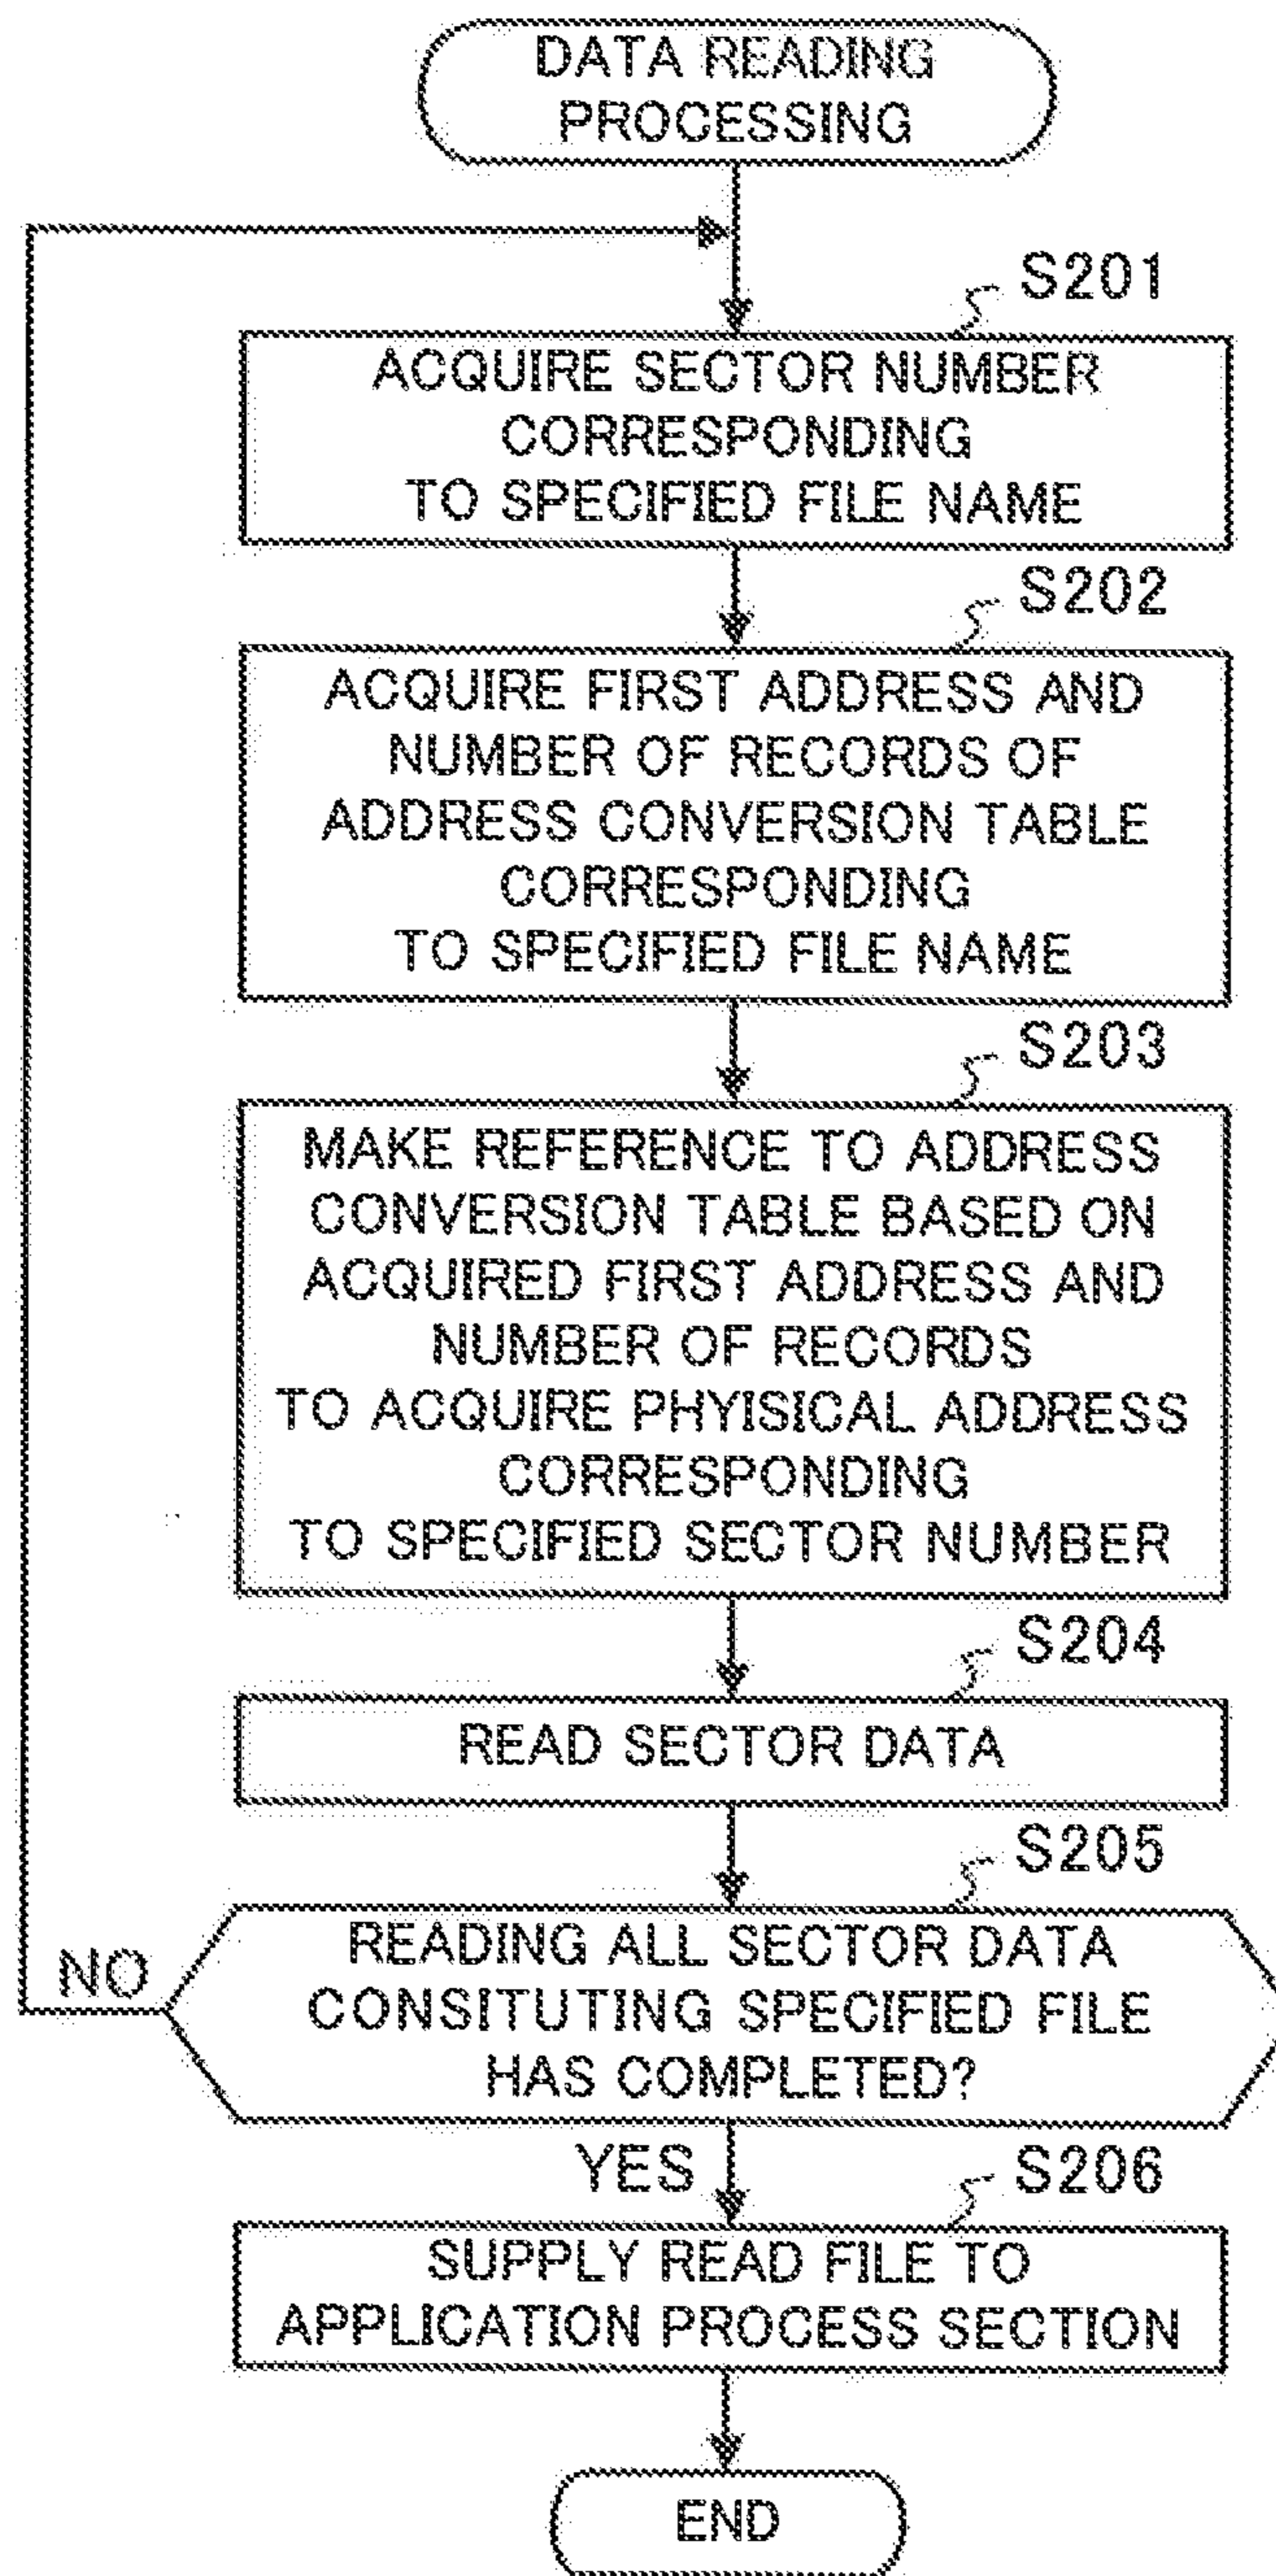 DATA READING
PROCESSING
S201
ACQUIRE SECTOR NUMBER
CORRESPONDING
TO SPECIFIED FILE NAME
S202
ACQUIRE FIRST ADDRESS AND
NUMBER OF RECORDS OF
ADDRESS CONVERSION TABLE
CORRESPONDING
TO SPECIFIED FILE NAME
S203
MAKE REFERENCE TO ADDRESS
CONVERSION TABLE BASED ON
ACQUIRED FIRST ADDRESS AND
NUMBER OF RECORDS
TO ACQUIRE PHYISICAL ADDRESS
CORRESPONDING
TO SPECIFIED SECTOR NUMBER
S204
READ SECTOR DATA
S205
READING ALL SECTOR DATA
CONSITUTING SPECIFIED FILE
HAS COMPLETED?
NO
YES
S206
SUPPLY READ FILE TO
APPLICATION PROCESS SECTION
END